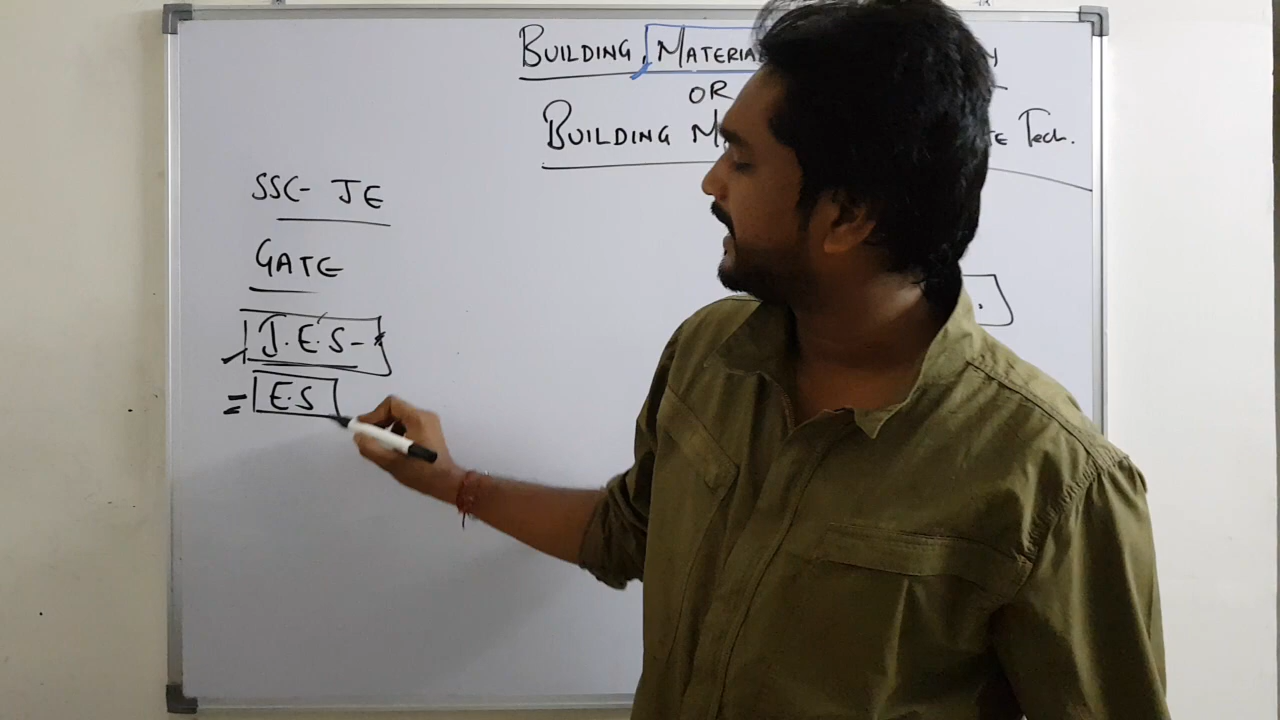 BUILDING, MATERIA
OR
BUILDING Tech.
SSC- JE
GATE
I.E.S-
E.S